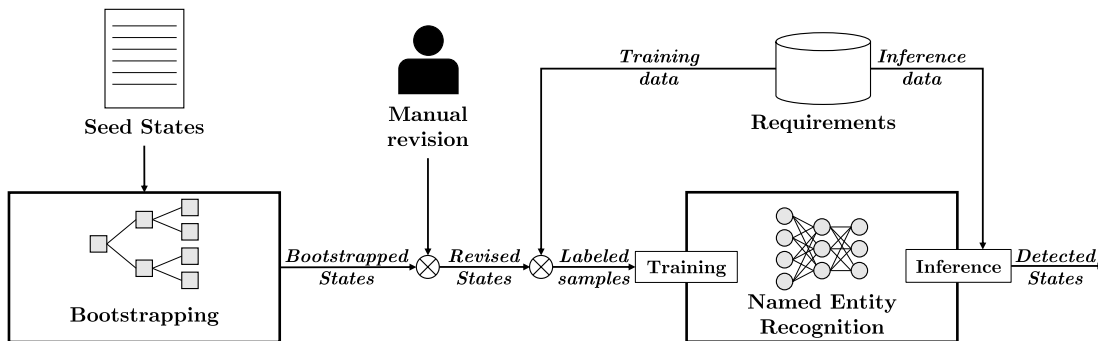 Seed States
Manual
revision
Training
data
Inference
data
Requirements
Bootstrapped
States
Revised
States
Labeled
samples
Training
Inference
Detected
States
Bootstrapping
Named Entity
Recognition